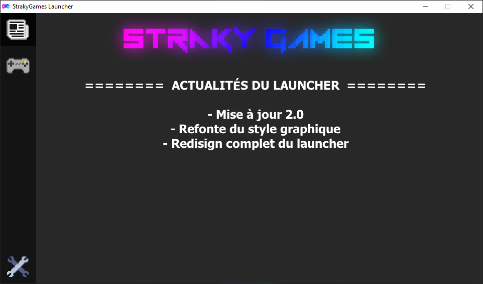 StrakyGames Launcher
STRAKY GAMES
======== ACTUALITÉS DU LAUNCHER ========
- Mise à jour 2.0
- Refonte du style graphique
- Redisign complet du launcher